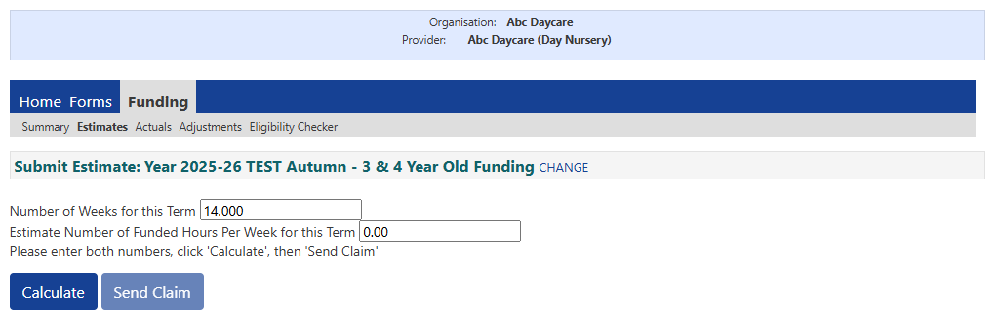 Organisation: Abc Daycare
Provider: Abc Daycare (Day Nursery)
Home Forms Funding
Summary Estimates Actuals Adjustments Eligibility Checker
Submit Estimate: Year 2025-26 TEST Autumn - 3 & 4 Year Old Funding CHANGE
Number of Weeks for this Term 14.000
Estimate Number of Funded Hours Per Week for this Term 0.00
Please enter both numbers, click 'Calculate', then 'Send Claim'
Calculate Send Claim